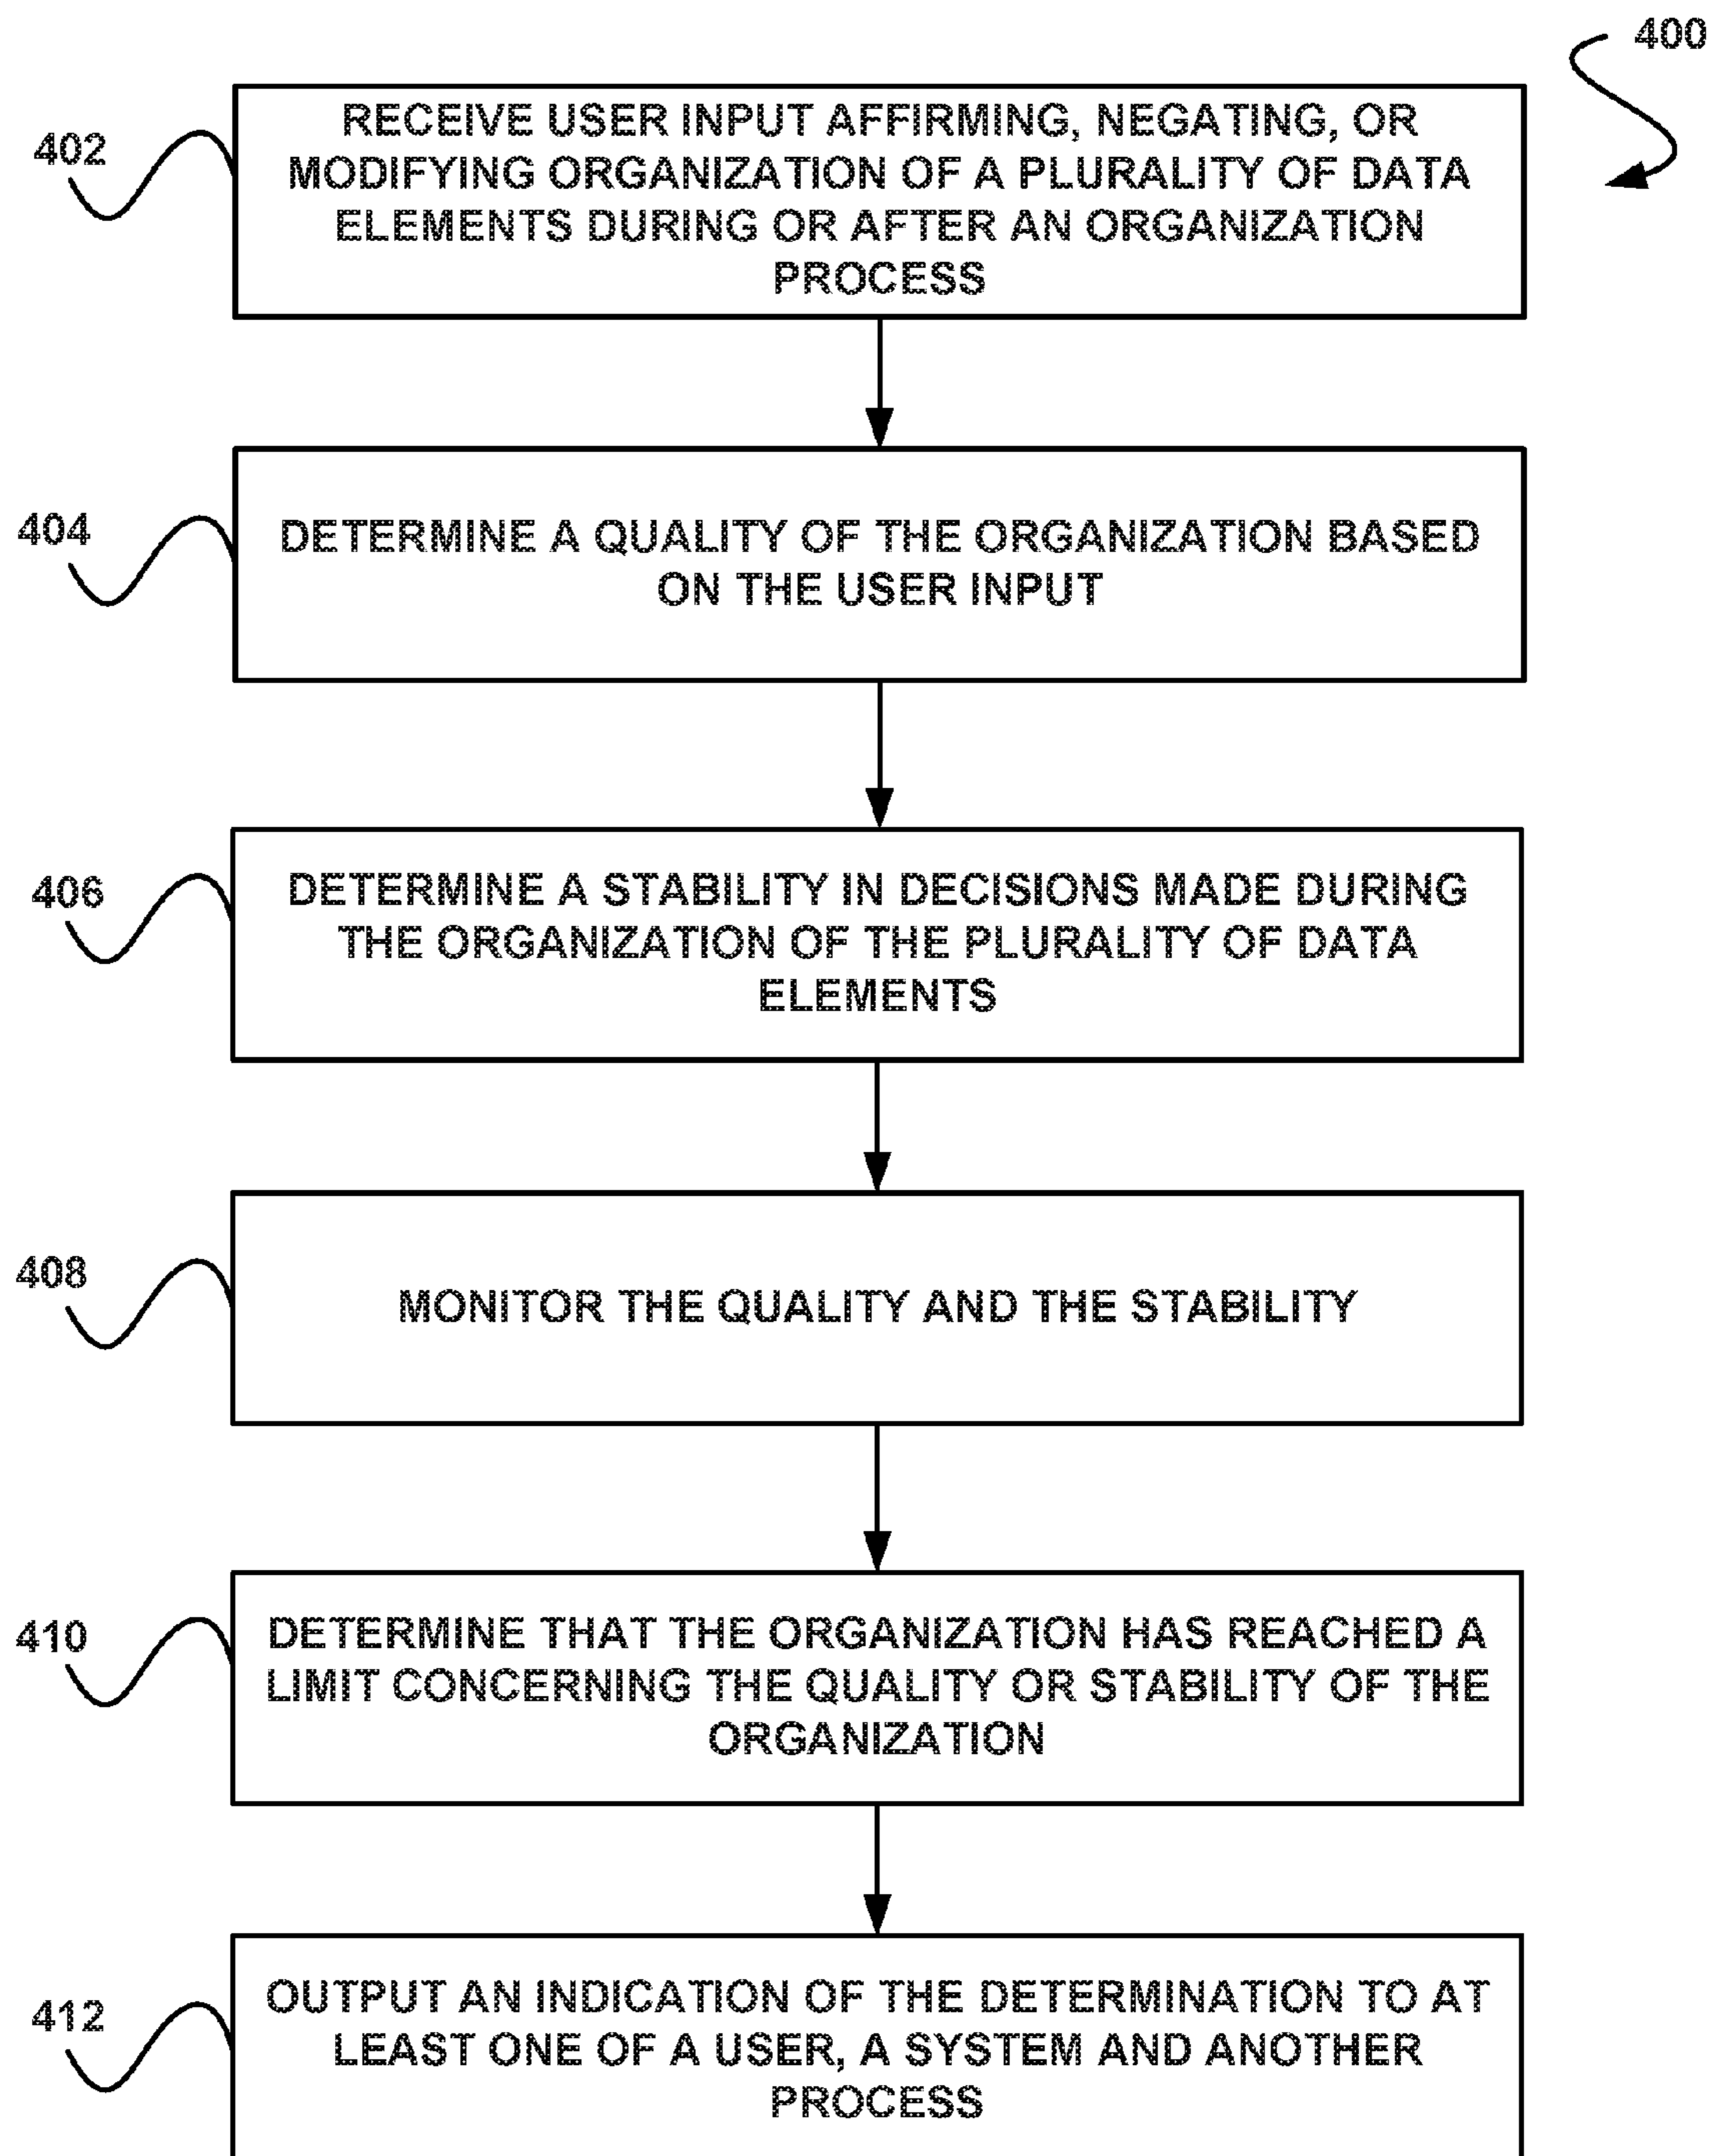 400
402
RECEIVE USER INPUT AFFIRMING, NEGATING, OR
MODIFYING ORGANIZATION OF A PLURALITY OF DATA
ELEMENTS DURING OR AFTER AN ORGANIZATION
PROCESS
404
DETERMINE A QUALITY OF THE ORGANIZATION BASED
ON THE USER INPUT
406
DETERMINE A STABILITY IN DECISIONS MADE DURING
THE ORGANIZATION OF THE PLURALITY OF DATA
ELEMENTS
408
MONITOR THE QUALITY AND THE STABILITY
410
DETERMINE THAT THE ORGANIZATION HAS REACHED A
LIMIT CONCERNING THE QUALITY OR STABILITY OF THE
ORGANIZATION
412
OUTPUT AN INDICATION OF THE DETERMINATION TO AT
LEAST ONE OF A USER, A SYSTEM AND ANOTHER
PROCESS